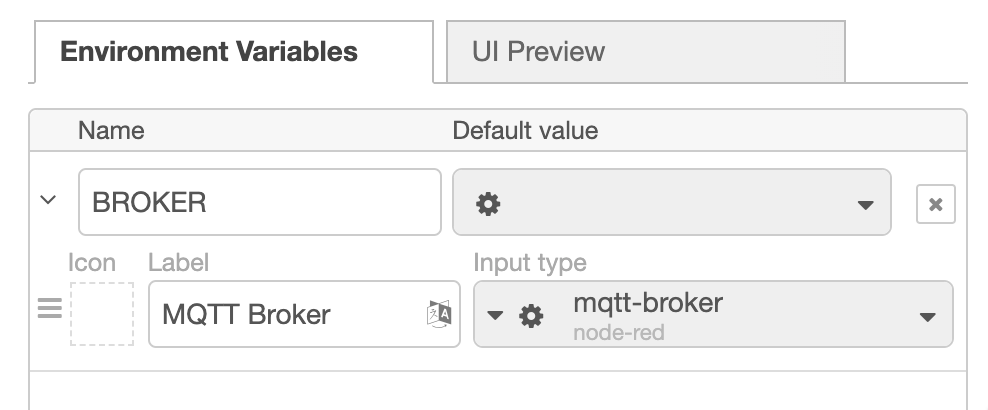 Environment Variables
UI Preview
Name
Default value
BROKER
Icon
Label
Input type
MQTT Broker
mqtt-broker
node-red